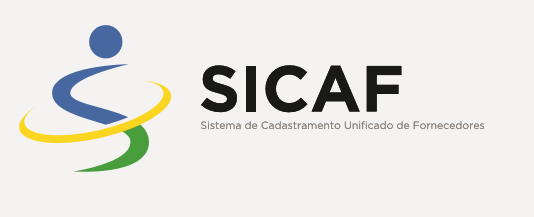 SICAF
Sistema de Cadastramento Unificado de Fornecedores